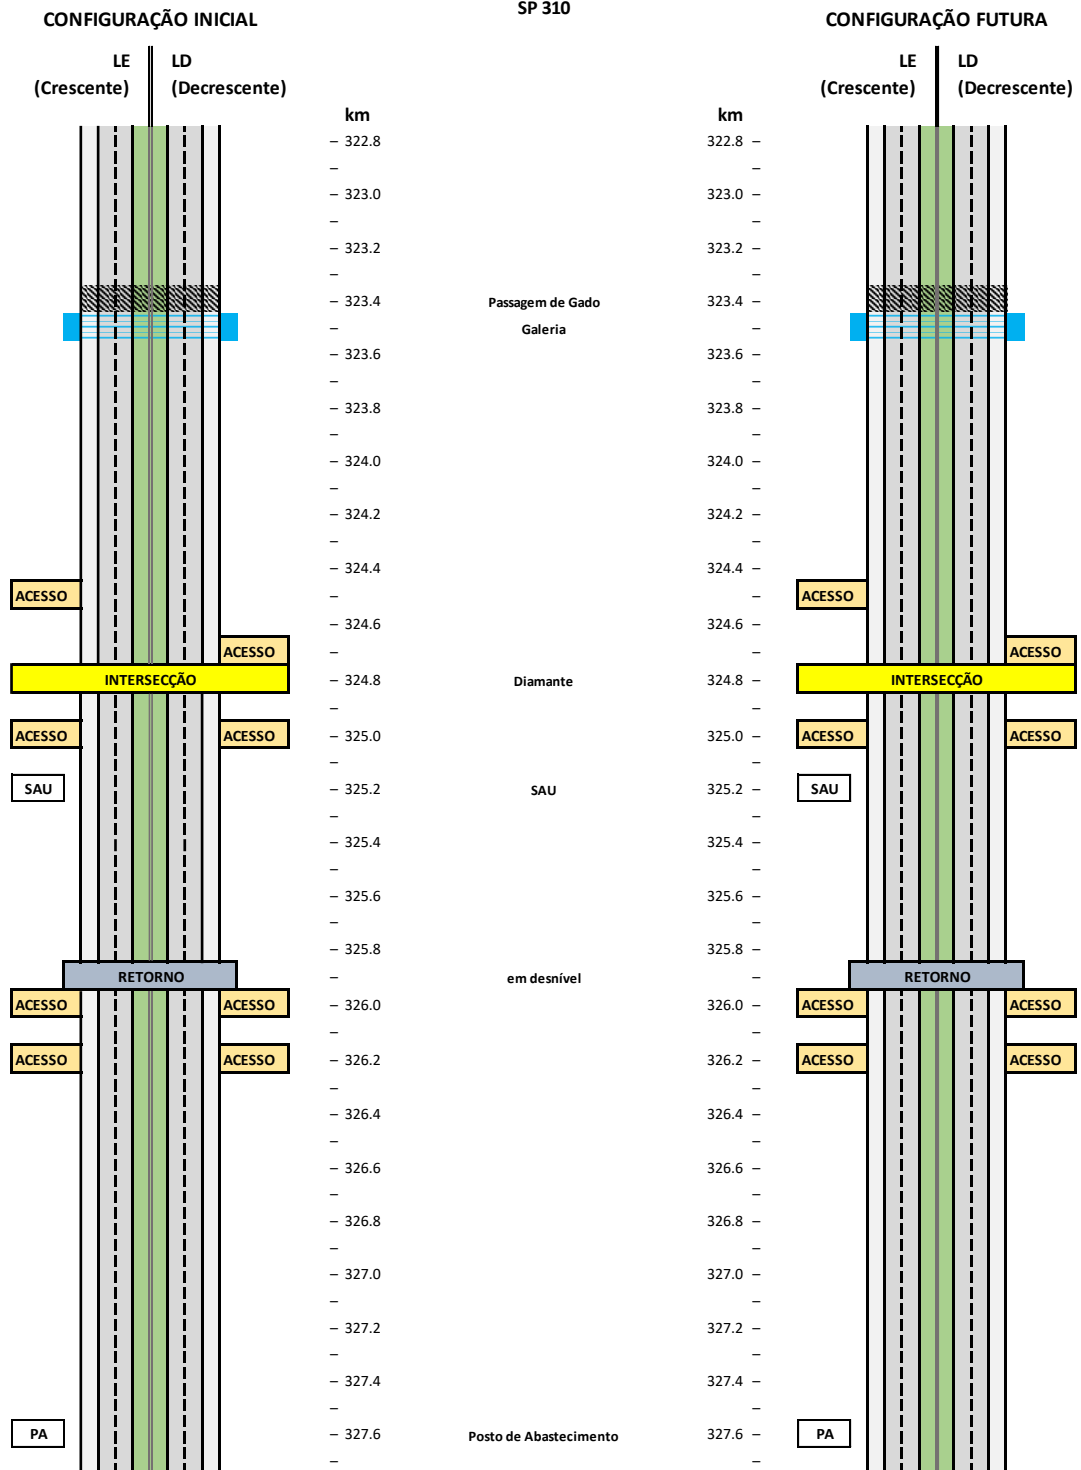 SP 310
CONFIGURAÇÃO INICIAL CONFIGURAÇÃO FUTURA
LE LD LE LD
(Crescente) (Decrescente) (Crescente) (Decrescente)
km km
– 322.8 322.8 –
– –
– 323.0 323.0 –
– –
– 323.2 323.2 –
– –
– 323.4 Passagem de Gado 323.4 –
– Galeria –
– 323.6 323.6 –
– –
– 323.8 323.8 –
– –
– 324.0 324.0 –
– –
– 324.2 324.2 –
– –
– 324.4 324.4 –
ACESSO – – ACESSO
– 324.6 324.6 –
ACESSO – – ACESSO
INTERSECÇÃO – 324.8 Diamante 324.8 – INTERSECÇÃO
– –
ACESSO ACESSO – 325.0 325.0 – ACESSO ACESSO
– –
SAU – 325.2 SAU 325.2 – SAU
– –
– 325.4 325.4 –
– –
– 325.6 325.6 –
– –
– 325.8 325.8 –
RETORNO – em desnível – RETORNO
ACESSO ACESSO – 326.0 326.0 – ACESSO ACESSO
– –
ACESSO ACESSO – 326.2 326.2 – ACESSO ACESSO
– –
– 326.4 326.4 –
– –
– 326.6 326.6 –
– –
– 326.8 326.8 –
– –
– 327.0 327.0 –
– –
– 327.2 327.2 –
– –
– 327.4 327.4 –
– –
PA – 327.6 Posto de Abastecimento 327.6 – PA
– –